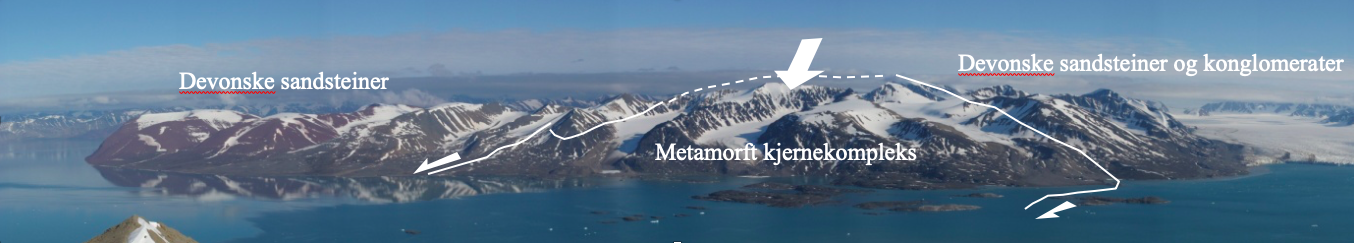 Devonske sandsteiner
Devonske sandsteiner og konglomerater
Metamorft kjernekompleks